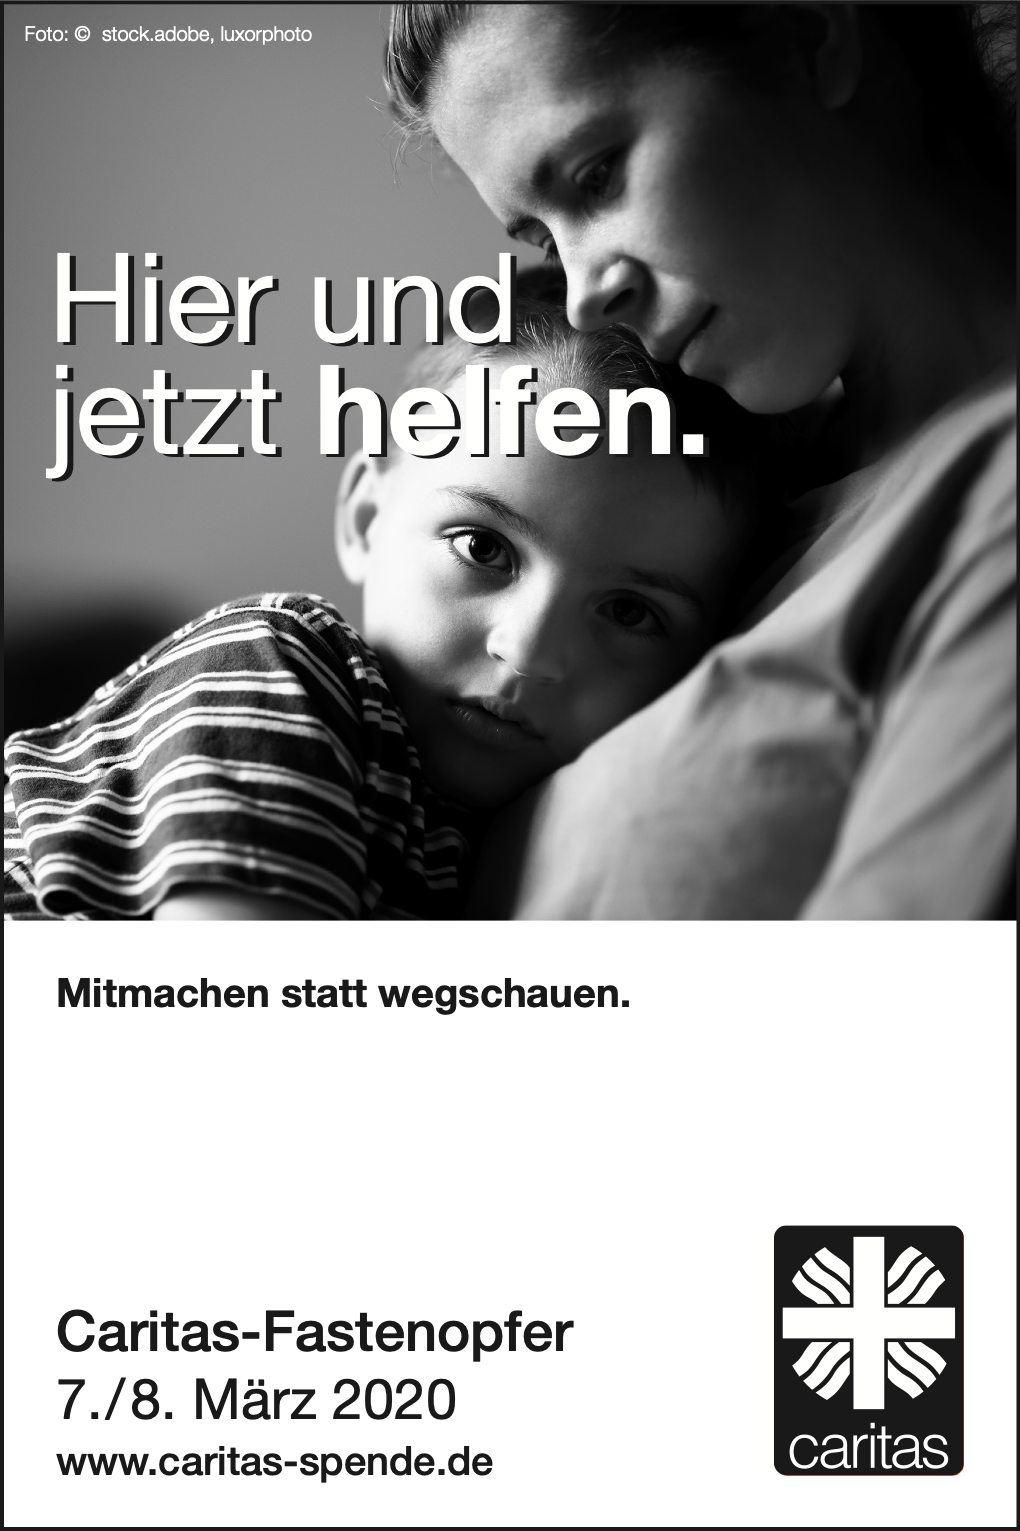 Foto: © stock.adobe, luxorphoto
Hier und
jetzt helfen.
Mitmachen statt wegschauen.
Caritas-Fastenopfer
7./8. März 2020
www.caritas-spende.de
caritas